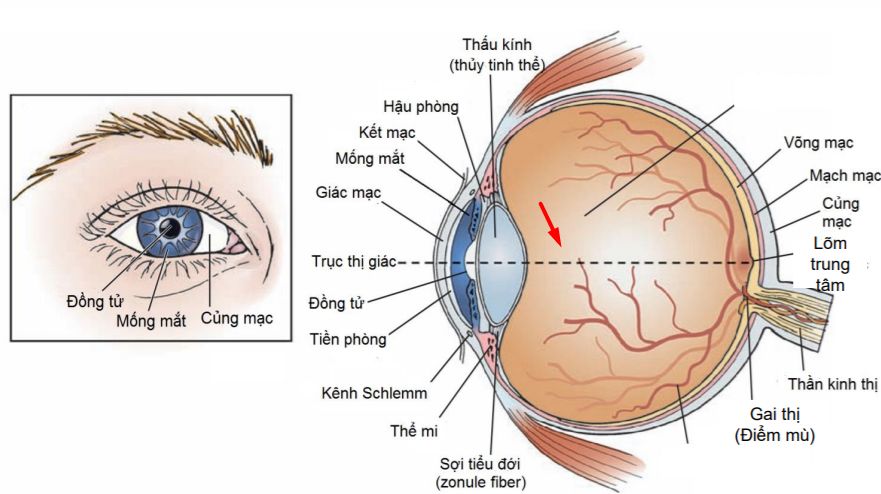 Đồng tử
Mống mắt
Củng mạc
Thấu kính
(thủy tinh thể)
Hậu phòng
Kết mạc
Mống mắt
Giác mạc
Trục thị giác
Đồng tử
Tiền phòng
Kênh Schlemm
Thể mi
Sợi tiểu đới
(zonule fiber)
Võng mạc
Mạch mạc
Củng
mạc
Lõm
trung
tâm
Thần kinh thị
Gai thị
(Điểm mù)